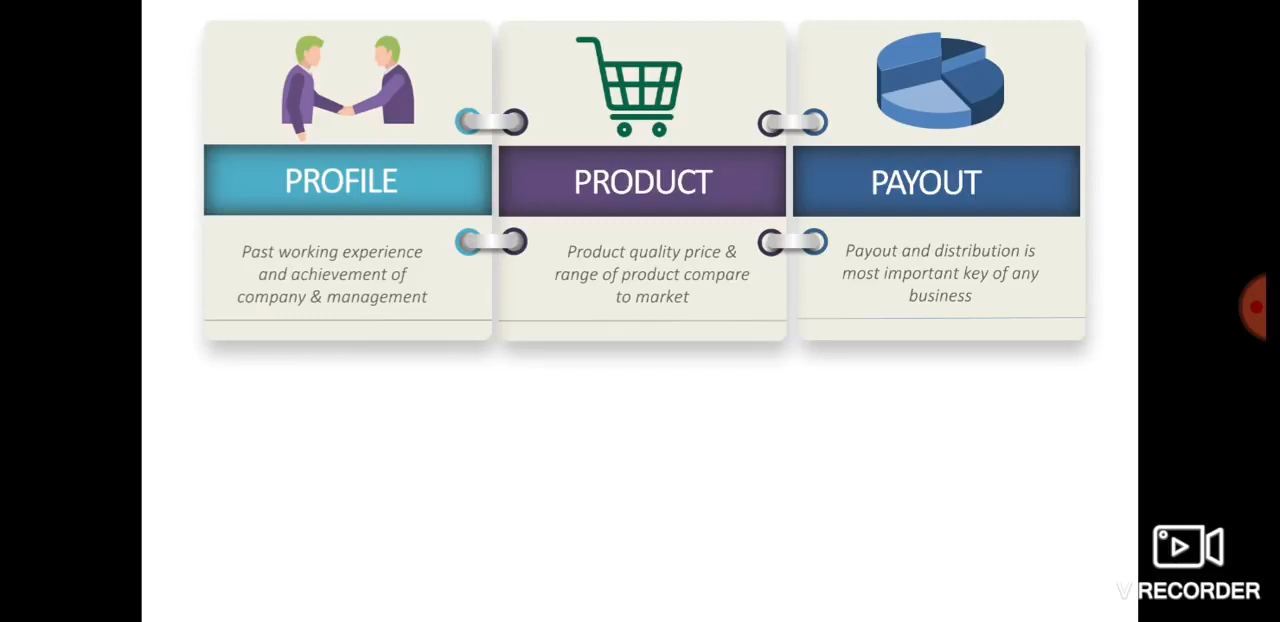 PROFILE
Past working experience
and achievement of
company & management
PRODUCT
Product quality price &
range of product compare
to market
PAYOUT
Payout and distribution is
most important key of any
business
V RECORDER